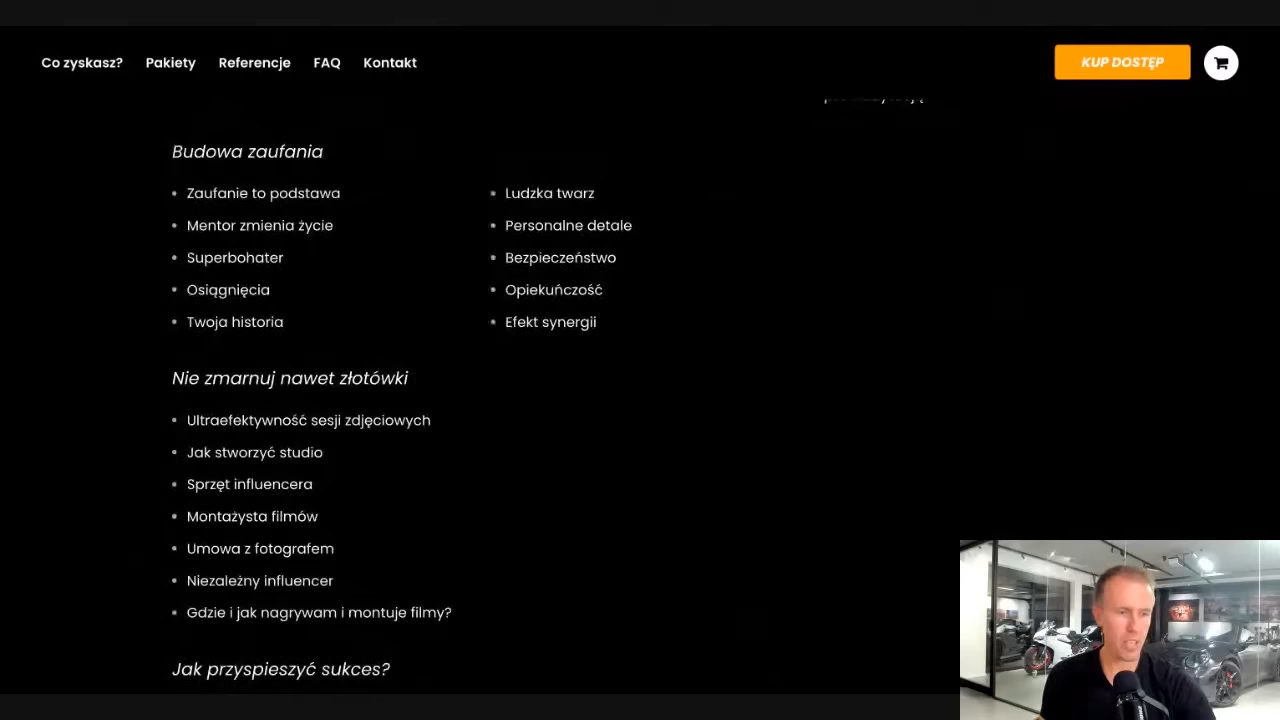 Co zyskasz?
Pakiety
Referencje
FAQ
Kontakt
KUP DOSTĘP
Budowa zaufania
Zaufanie to podstawa
Mentor zmienia życie
Superbohater
Osiągnięcia
Twoja historia
Ludzka twarz
Personalne detale
Bezpieczeństwo
Opiekuńczość
Efekt synergii
Nie zmarnuj nawet złotówki
Ultraefektywność sesji zdjęciowych
Jak stworzyć studio
Sprzęt influencera
Montażysta filmów
Umowa z fotografem
Niezależny influencer
Gdzie i jak nagrywam i montuje filmy?
Jak przyspieszyć sukces?